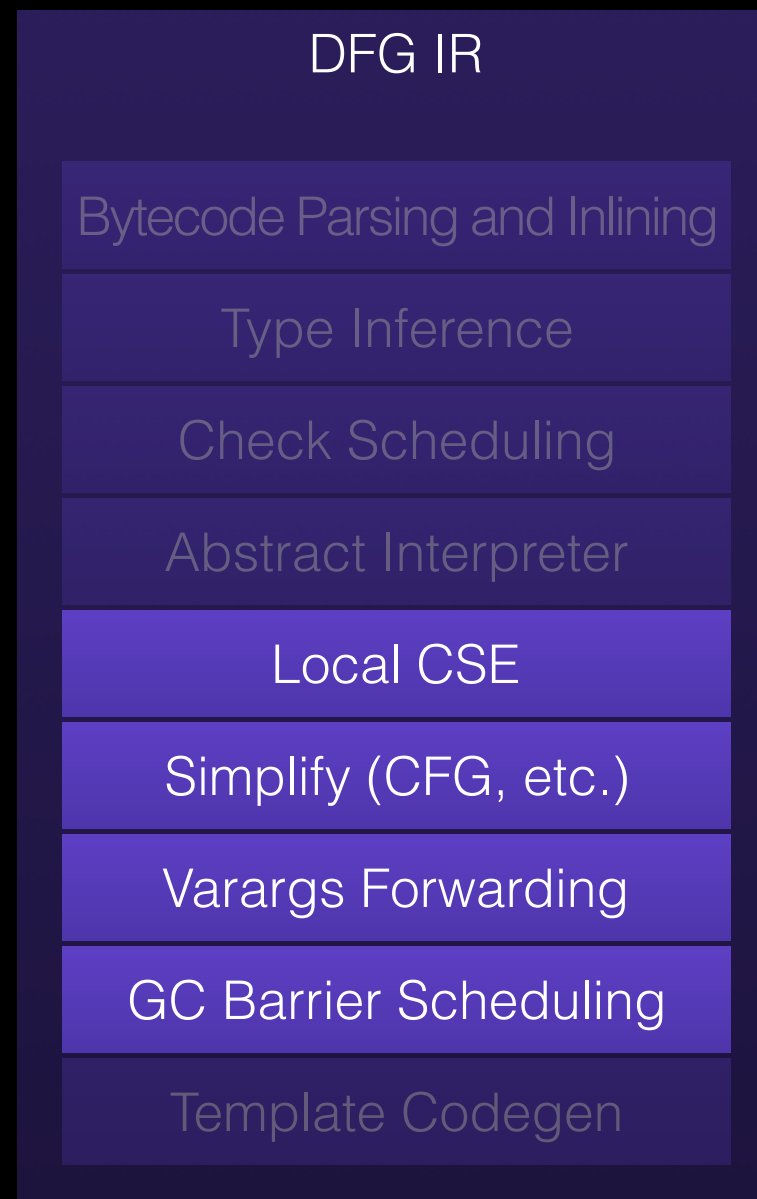 DFG IR
Bytecode Parsing and Inlining
Type Inference
Check Scheduling
Abstract Interpreter
Local CSE
Simplify (CFG, etc.)
Varargs Forwarding
GC Barrier Scheduling
Template Codegen